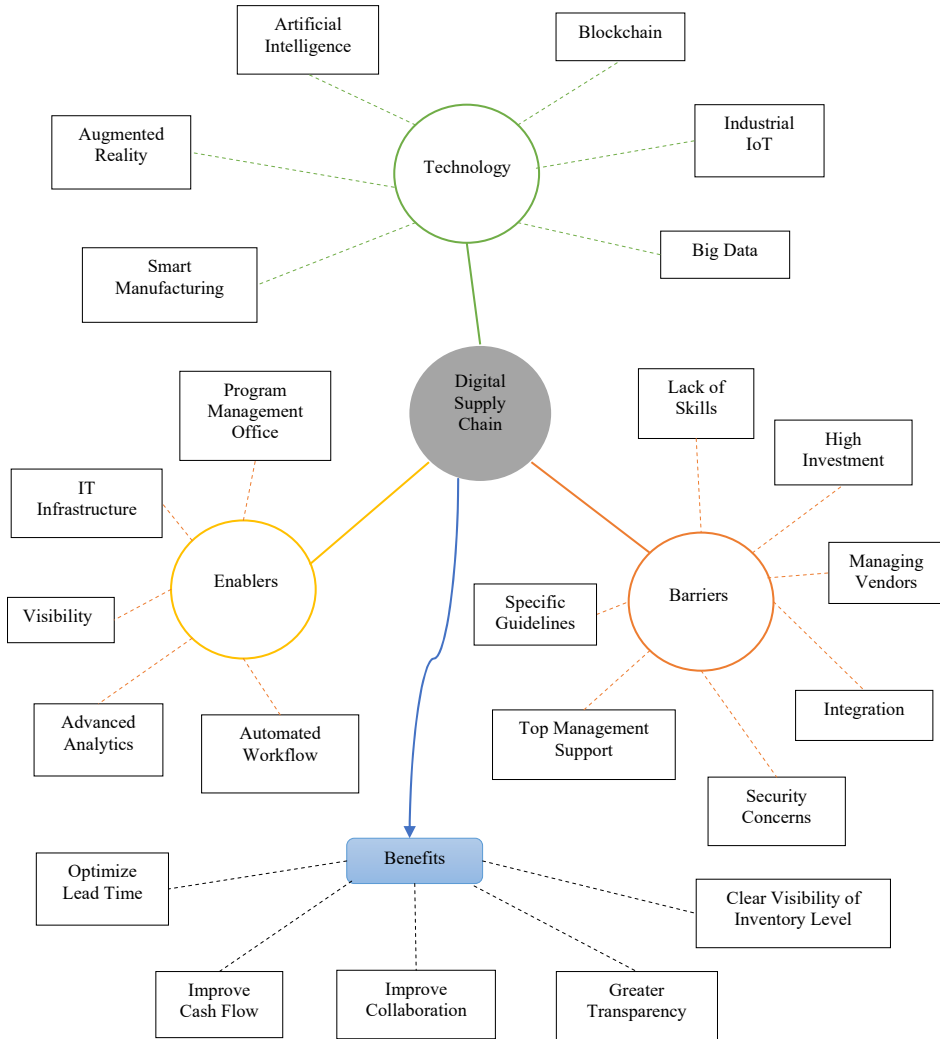 Artificial
Intelligence
Blockchain
Augmented
Reality
Technology
Industrial
IoT
Smart
Manufacturing
Big Data
Digital
Supply
Chain
Program
Management
Office
IT
Infrastructure
Enablers
Visibility
Advanced
Analytics
Automated
Workflow
Lack of
Skills
High
Investment
Managing
Vendors
Barriers
Specific
Guidelines
Integration
Top Management
Support
Security
Concerns
Benefits
Optimize
Lead Time
Clear Visibility of
Inventory Level
Improve
Cash Flow
Improve
Collaboration
Greater
Transparency